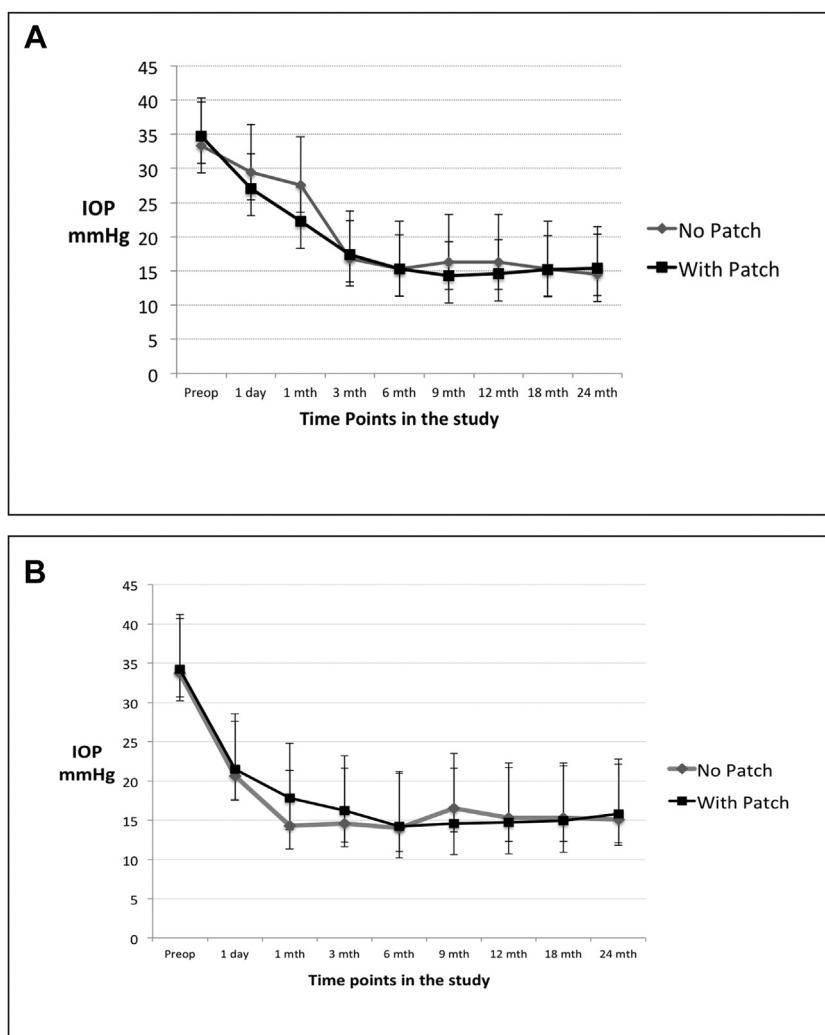 A
45
40
35
30
25
20
15
10
5
0
IOP
mmHg
No Patch
With Patch
Preop 1 day 1 mth 3 mth 6 mth 9 mth 12 mth 18 mth 24 mth
Time Points in the study
B
45
40
35
30
25
20
15
10
5
0
IOP
mmHg
No Patch
With Patch
Preop 1 day 1 mth 3 mth 6 mth 9 mth 12 mth 18 mth 24 mth
Time points in the study